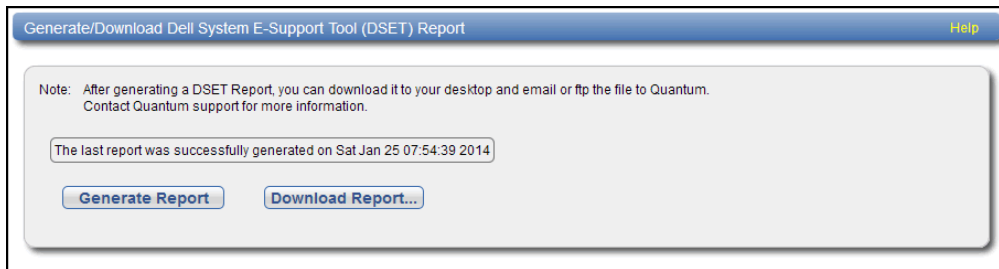 Generate/Download Dell System E-Support Tool (DSET) Report
Help
Note: After generating a DSET Report, you can download it to your desktop and email or ftp the file to Quantum.
Contact Quantum support for more information.
The last report was successfully generated on Sat Jan 25 07:54:39 2014
Generate Report
Download Report...